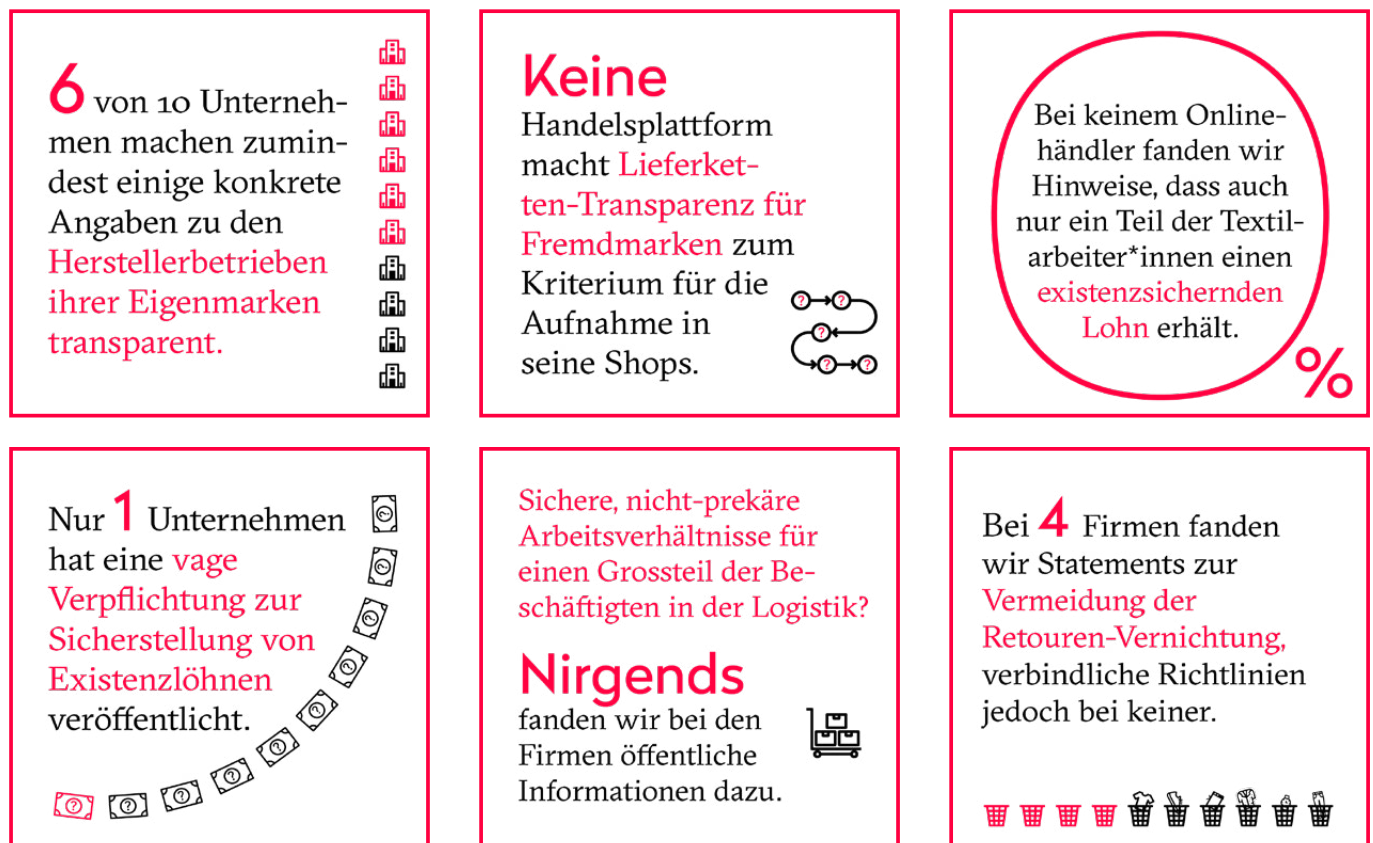 6 von 10 Unterneh-
men machen zumin-
dest einige konkrete
Angaben zu den
Herstellerbetrieben
ihrer Eigenmarken
transparent.
Keine
Handelsplattform
macht Lieferket-
ten-Transparenz für
Fremdmarken zum
Kriterium für die
Aufnahme in
seine Shops.
? ?
?
? ?
Bei keinem Online-
händler fanden wir
Hinweise, dass auch
nur ein Teil der Textil-
arbeiter*innen einen
existenzsichernden
Lohn erhält.
%
Nur 1 Unternehmen
hat eine vage
Verpflichtung zur
Sicherstellung von
Existenzlöhnen
veröffentlicht.
?
?
?
?
?
?
?
?
?
?
Sichere, nicht-prekäre
Arbeitsverhältnisse für
einen Grossteil der Be-
schäftigten in der Logistik?
Nirgends
fanden wir bei den
Firmen öffentliche
Informationen dazu.
Bei 4 Firmen fanden
wir Statements zur
Vermeidung der
Retouren-Vernichtung,
verbindliche Richtlinien
jedoch bei keiner.